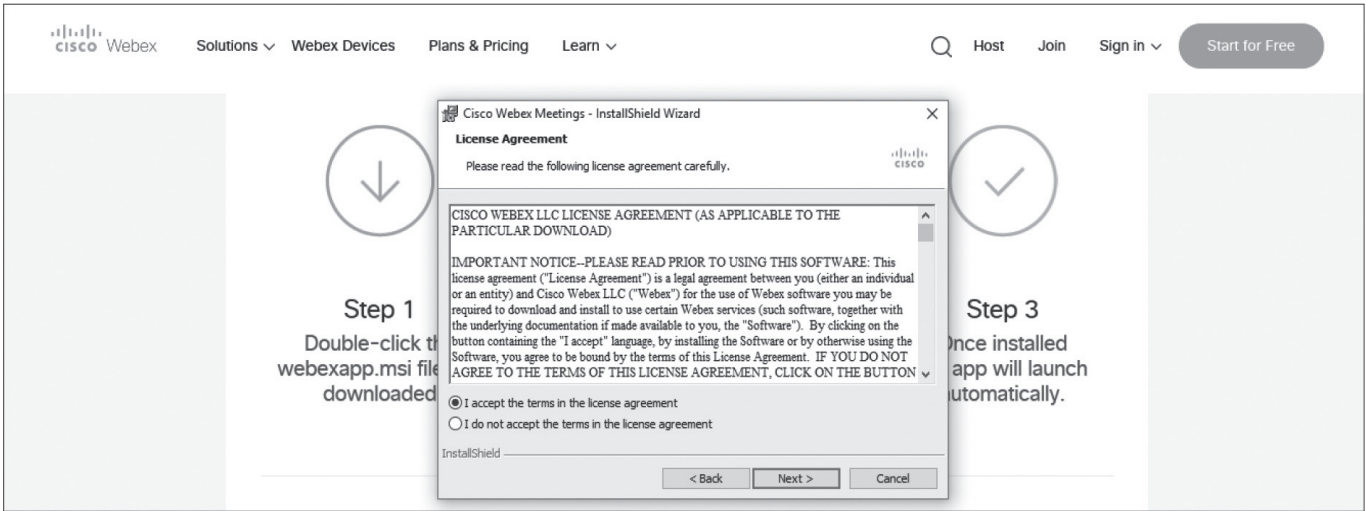 CISCO Webex Solutions Webex Devices Plans & Pricing Learn Host Join Sign in Start for Free
Cisco Webex Meetings - InstallShield Wizard
License Agreement
Please read the following license agreement carefully.
CISCO
CISCO WEBEX LLC LICENSE AGREEMENT (AS APPLICABLE TO THE
PARTICULAR DOWNLOAD)
IMPORTANT NOTICE--PLEASE READ PRIOR TO USING THIS SOFTWARE: This
license agreement ("License Agreement") is a legal agreement between you (either an individual
or an entity) and Cisco Webex LLC ("Webex") for the use of Webex software you may be
required to download and install to use certain Webex services (such software, together with
the underlying documentation if made available to you, the "Software"). By clicking on the
button containing the "I accept" language, by installing the Software or by otherwise using the
Software, you agree to be bound by the terms of this License Agreement. IF YOU DO NOT
AGREE TO THE TERMS OF THIS LICENSE AGREEMENT, CLICK ON THE BUTTON
I accept the terms in the license agreement
I do not accept the terms in the license agreement
InstallShield
< Back Next > Cancel
Step 1
Double-click
webexapp.msi file
downloaded
Step 3
installed
app will launch
automatically.